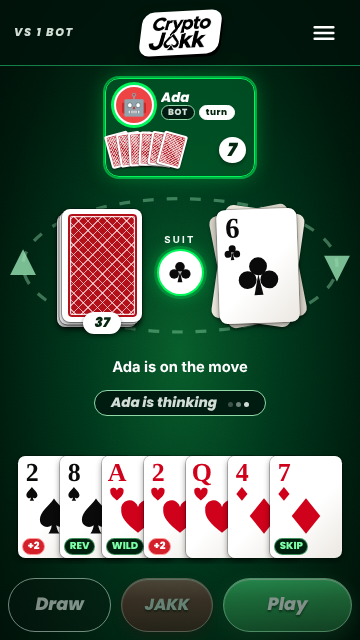 VS 1 BOT
Crypto
Jakk
Ada
BOT
turn
7
SUIT
6
37
Ada is on the move
Ada is thinking
2
8
A
2
Q
4
7
+2
REV
WILD
+2
SKIP
Draw
JAKK
Play